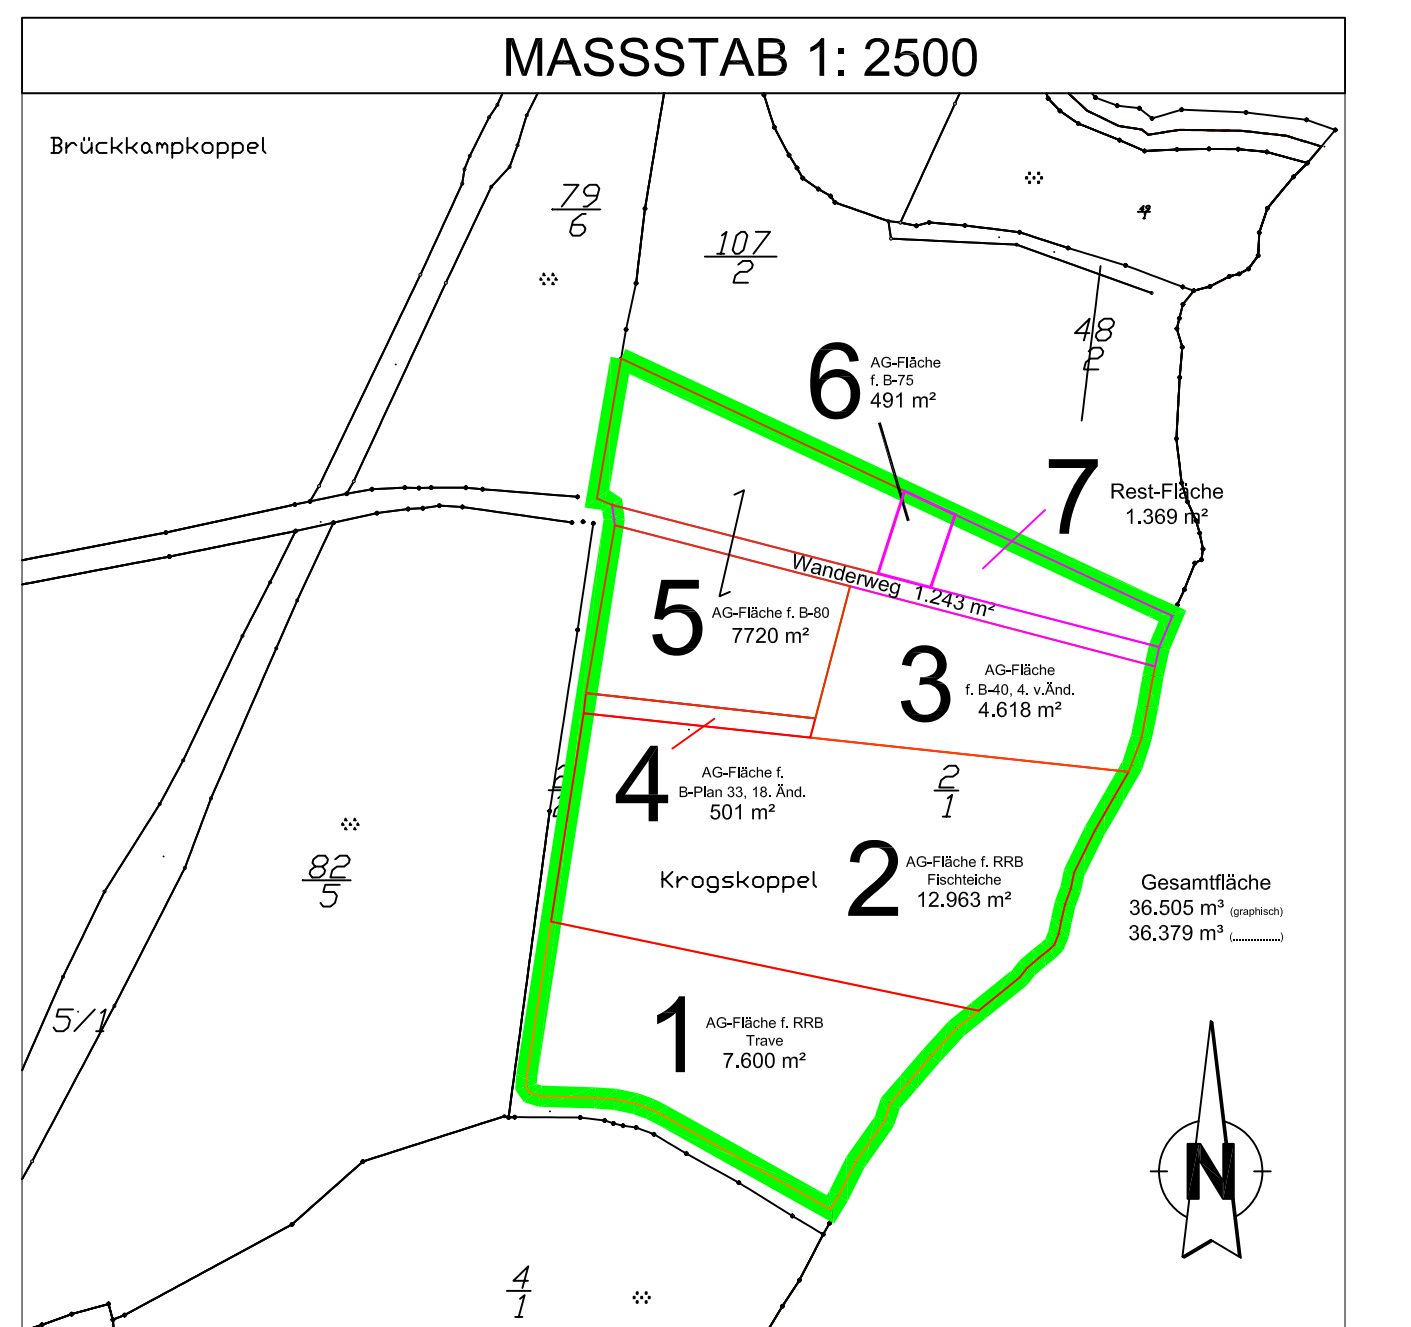 MASSSTAB 1: 2500
Brückkampkoppel
79
6
107
2
48
2
6
AG-Fläche
f. B-75
491 m²
7
Rest-Fläche
1.369 m²
1
Wanderweg 1.243 m²
5
AG-Fläche f. B-80
7720 m²
3
AG-Fläche
f. B-40, 4. v.Änd.
4.618 m²
4
AG-Fläche f.
B-Plan 33, 18. Änd.
501 m²
2
1
82
5
Krogskoppel
2
AG-Fläche f. RRB
Fischteiche
12.963 m²
Gesamtfläche
36.505 m³ (graphisch)
36.379 m³ (................)
5/1
1
AG-Fläche f. RRB
Trave
7.600 m²
N
4
1